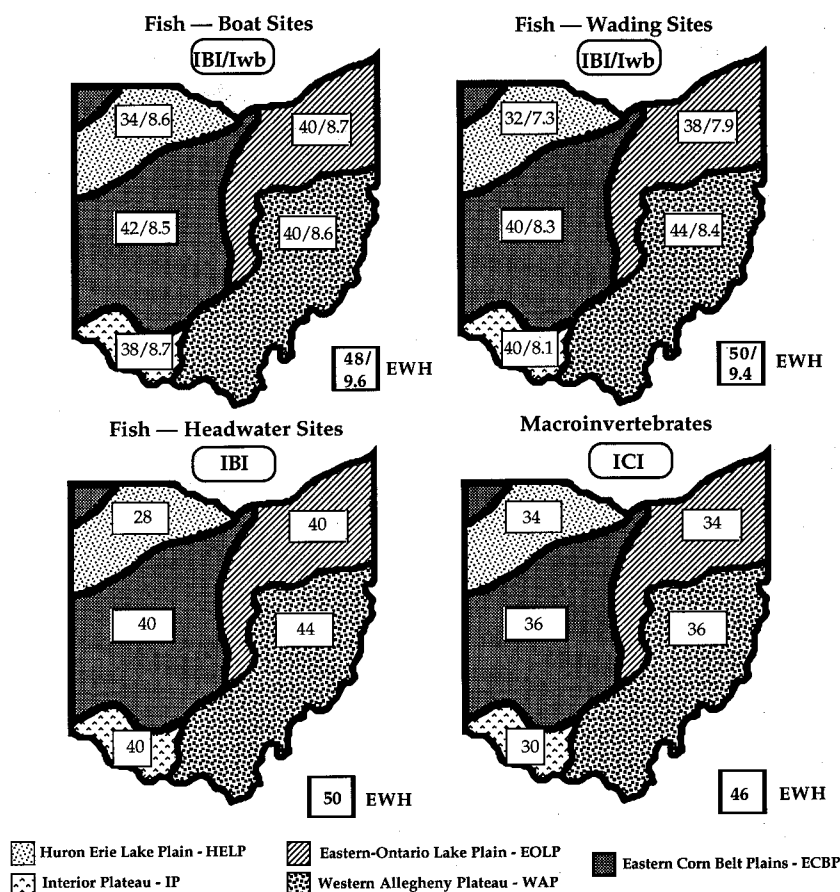 Fish — Boat Sites
IBI/Iwb
34/8.6
40/8.7
42/8.5
40/8.6
38/8.7
48/
9.6
EWH
Fish — Wading Sites
IBI/Iwb
32/7.3
38/7.9
40/8.3
44/8.4
40/8.1
50/
9.4
EWH
Fish — Headwater Sites
IBI
28
40
40
44
40
50
EWH
Macroinvertebrates
ICI
34
34
36
36
30
46
EWH
Huron Erie Lake Plain - HELP
Interior Plateau - IP
Eastern-Ontario Lake Plain - EOLP
Western Allegheny Plateau - WAP
Eastern Corn Belt Plains - ECBP